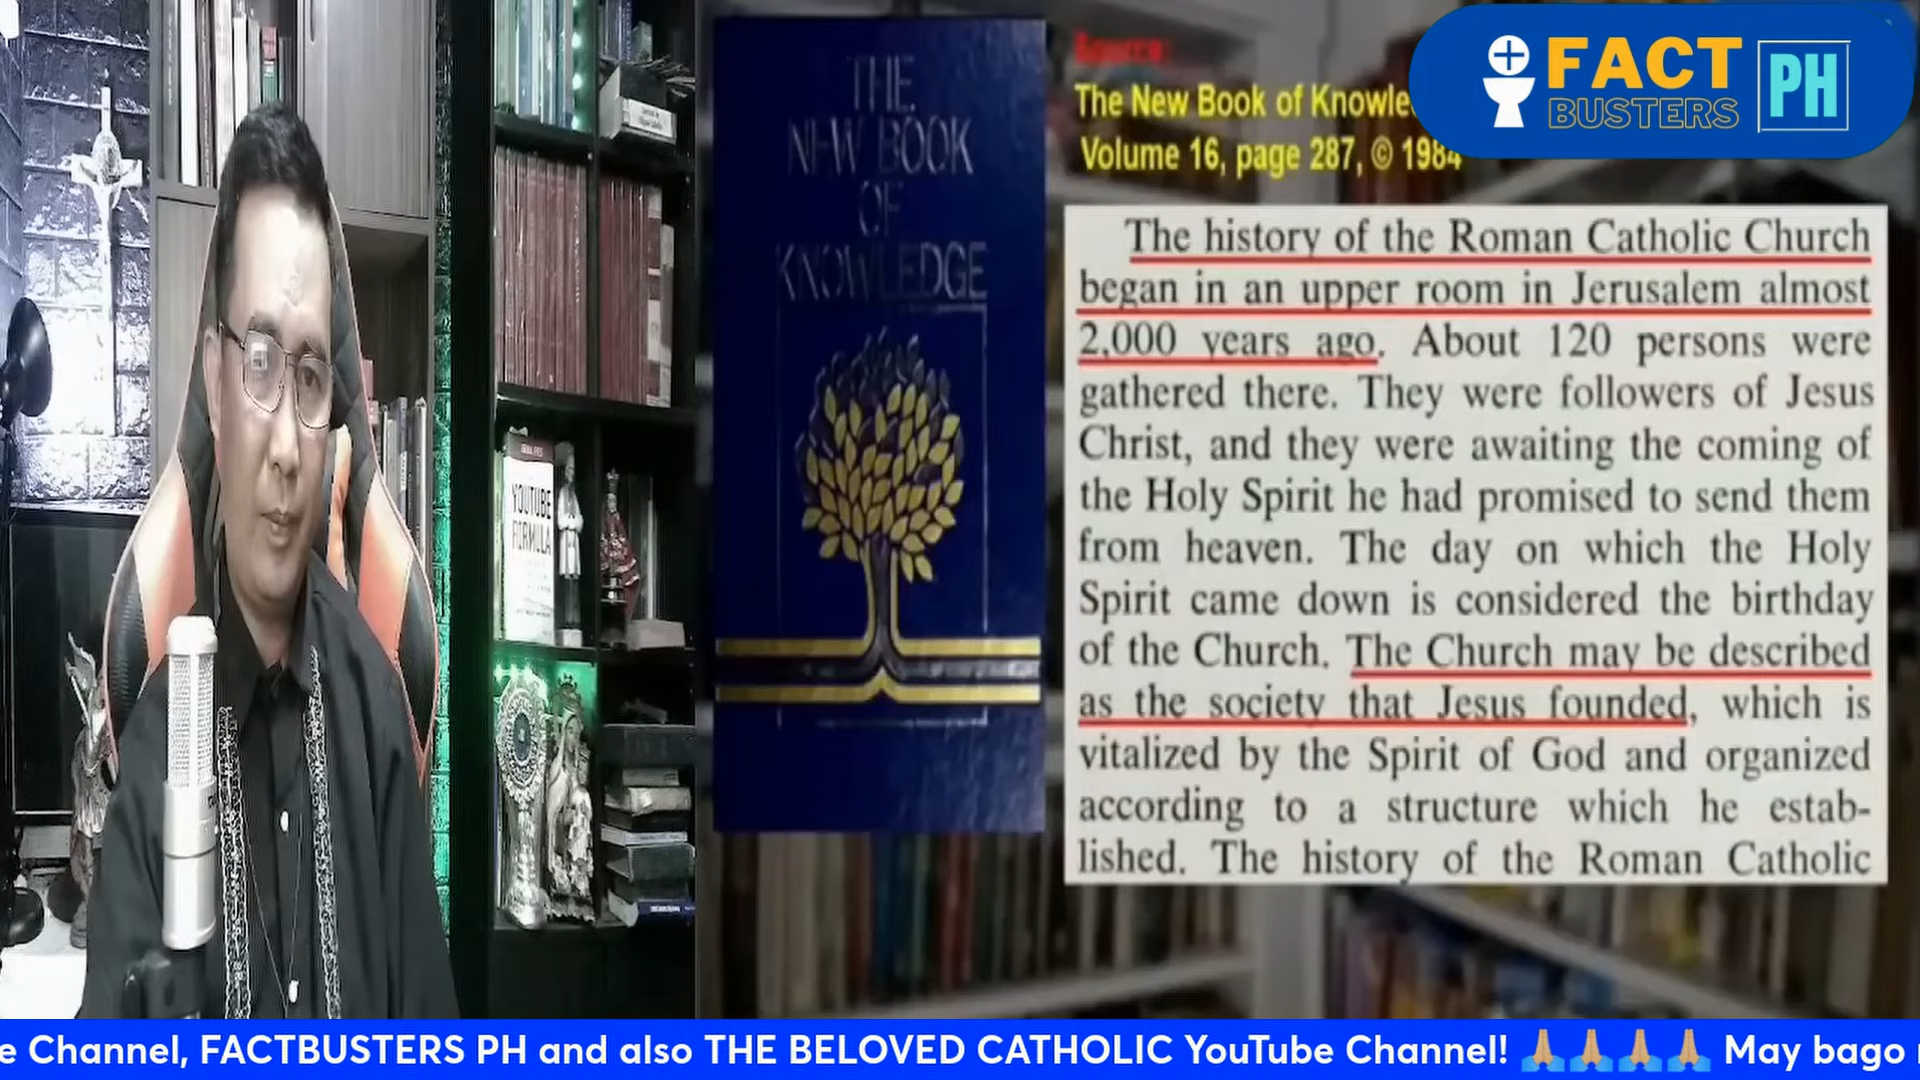 YOUTUBE
FORMULA
THE
NEW BOOK
OF
KNOWLEDGE
Source:
The New Book of
Volume 16, page 287, © 1984
FACT
BUSTERS
PH
The history of the Roman Catholic Church
began in an upper room in Jerusalem almost
2,000 years ago. About 120 persons were
gathered there. They were followers of Jesus
Christ, and they were awaiting the coming of
the Holy Spirit he had promised to send them
from heaven. The day on which the Holy
Spirit came down is considered the birthday
of the Church. The Church may be described
as the society that Jesus founded, which is
vitalized by the Spirit of God and organized
according to a structure which he estab-
lished. The history of the Roman Catholic
e Channel, FACTBUSTERS PH and also THE BELOVED CATHOLIC YouTube Channel! 🙏🏼🙏🏼🙏🏼🙏🏼 May bago